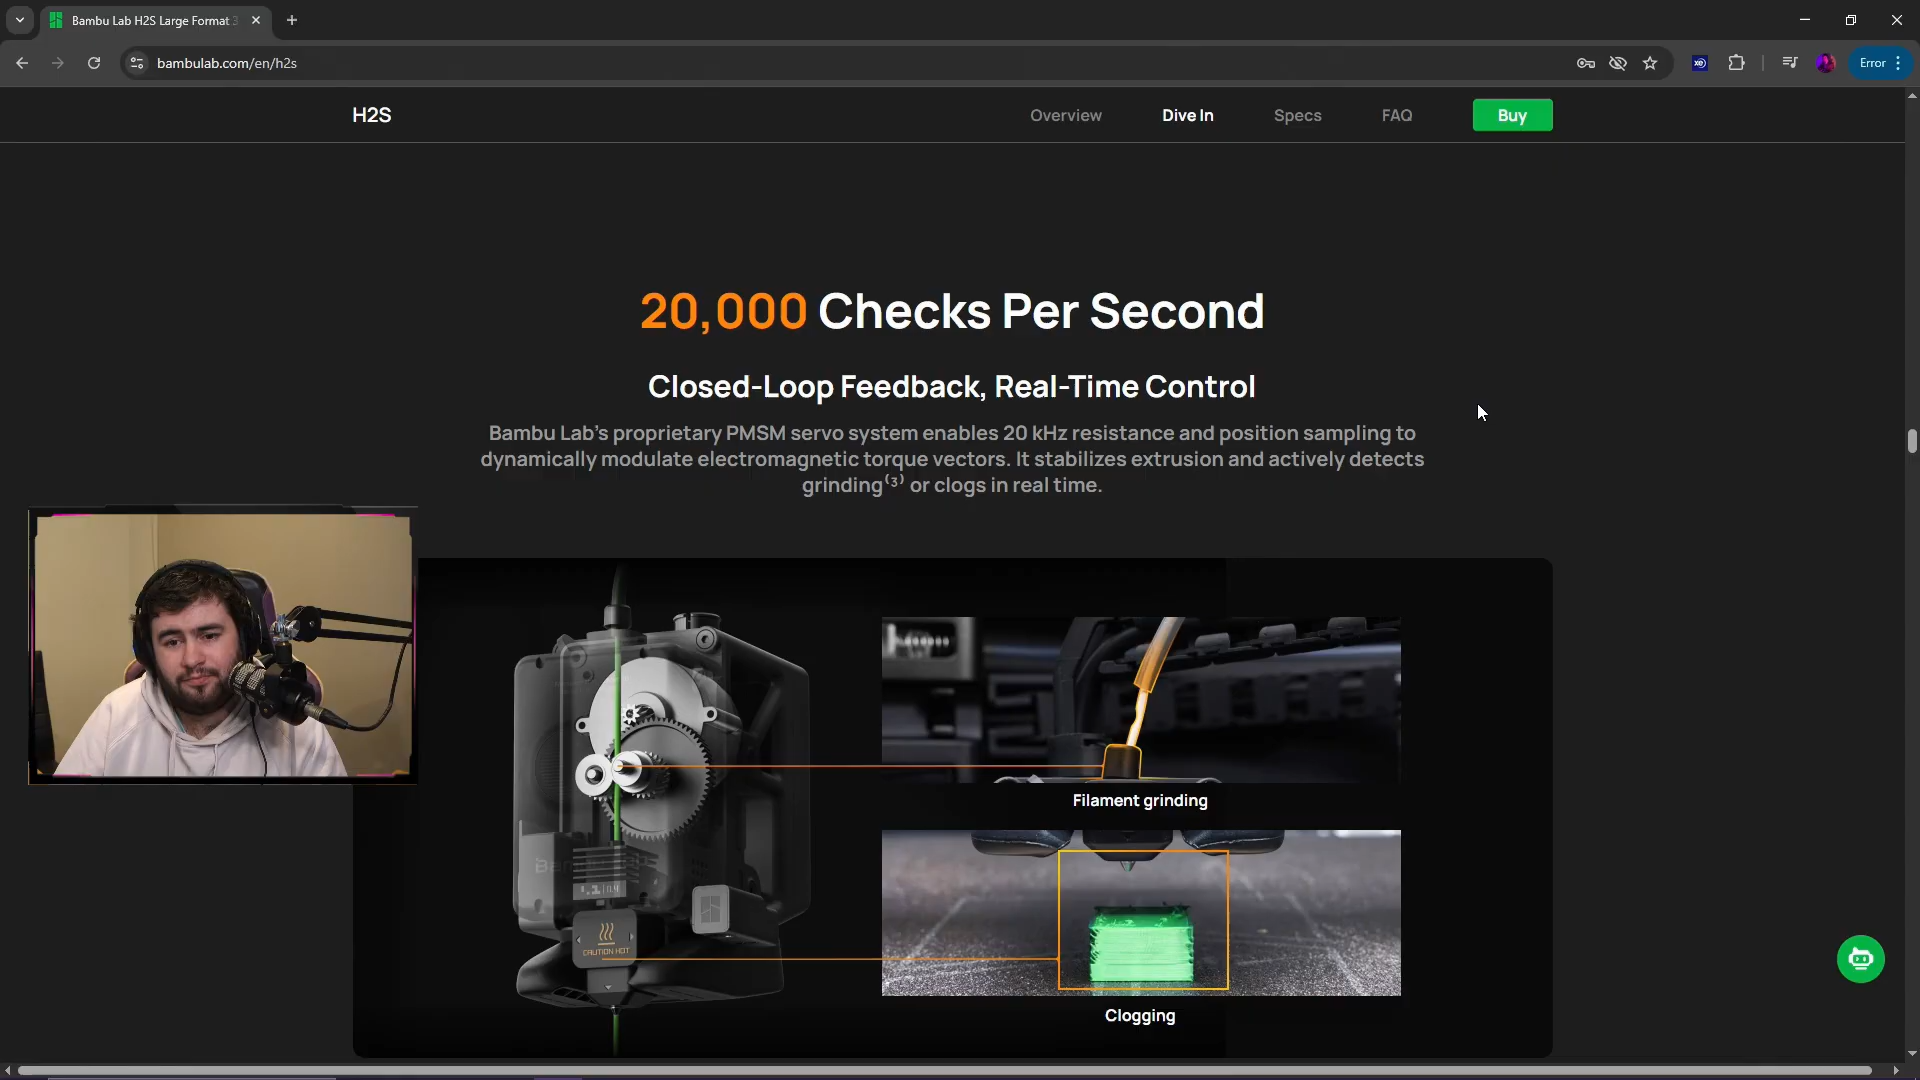 Bambu Lab H2S Large Format 3
bambulab.com/en/h2s
Error
H2S
Overview
Dive In
Specs
FAQ
Buy
20,000 Checks Per Second
Closed-Loop Feedback, Real-Time Control
Bambu Lab's proprietary PMSM servo system enables 20 kHz resistance and position sampling to
dynamically modulate electromagnetic torque vectors. It stabilizes extrusion and actively detects
grinding⁽³⁾ or clogs in real time.
Filament grinding
CAUTION HOT
Clogging